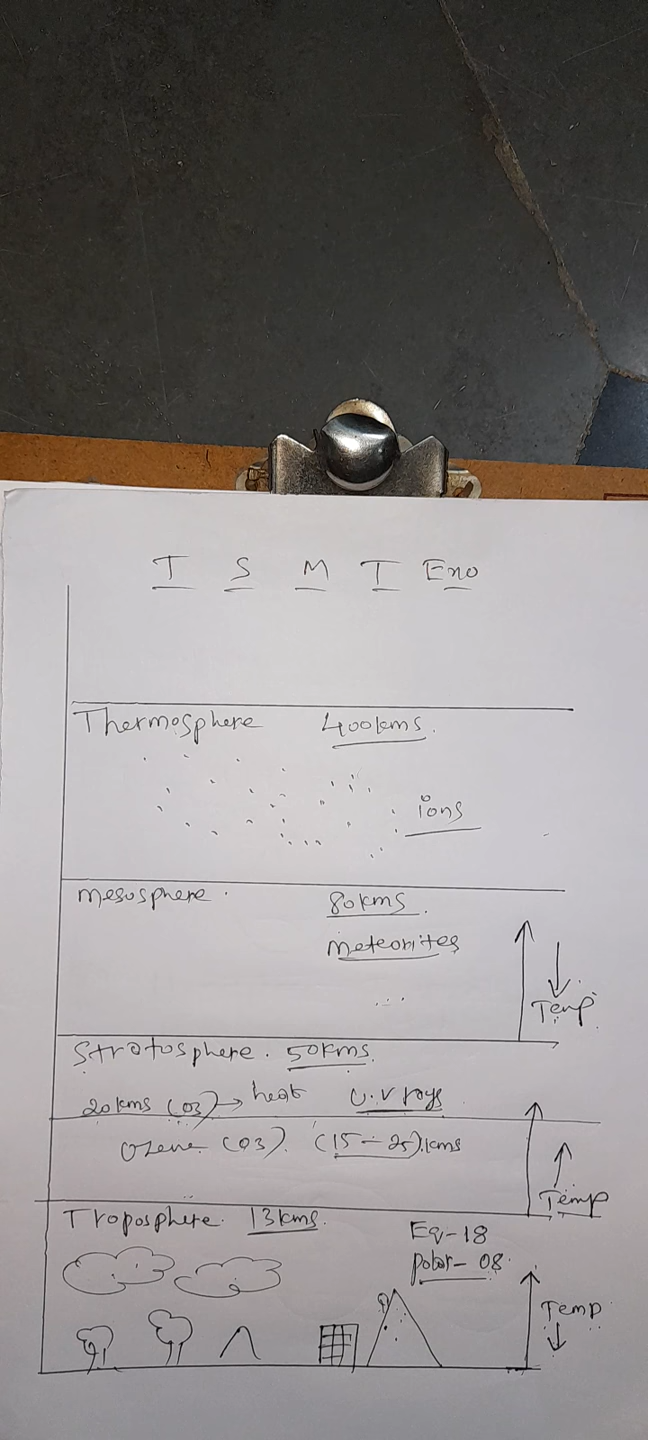 T S M T Exo
Thermosphere 400kms.
ions
mesosphere. 80kms.
meteorites
Temp.
Stratosphere. 50kms.
20kms (O3) → heat U.V rays
Ozone (O3). (15-25).kms
Temp
Troposphere. 13kms.
Eq-18
polar-08.
Temp